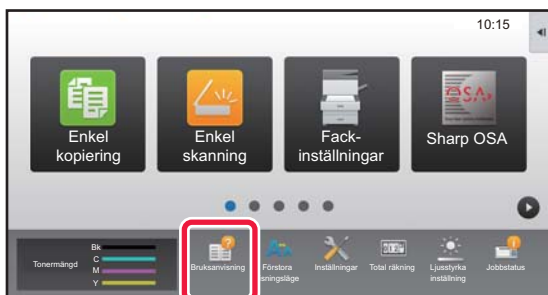 10:15
Enkel
kopiering
Enkel
skanning
Fack-
inställningar
Sharp OSA
Tonermängd
Bk
C
M
Y
Bruksanvisning
Förstora
sningsläge
Inställningar
Total räkning
Ljusstyrka
inställning
Jobbstatus